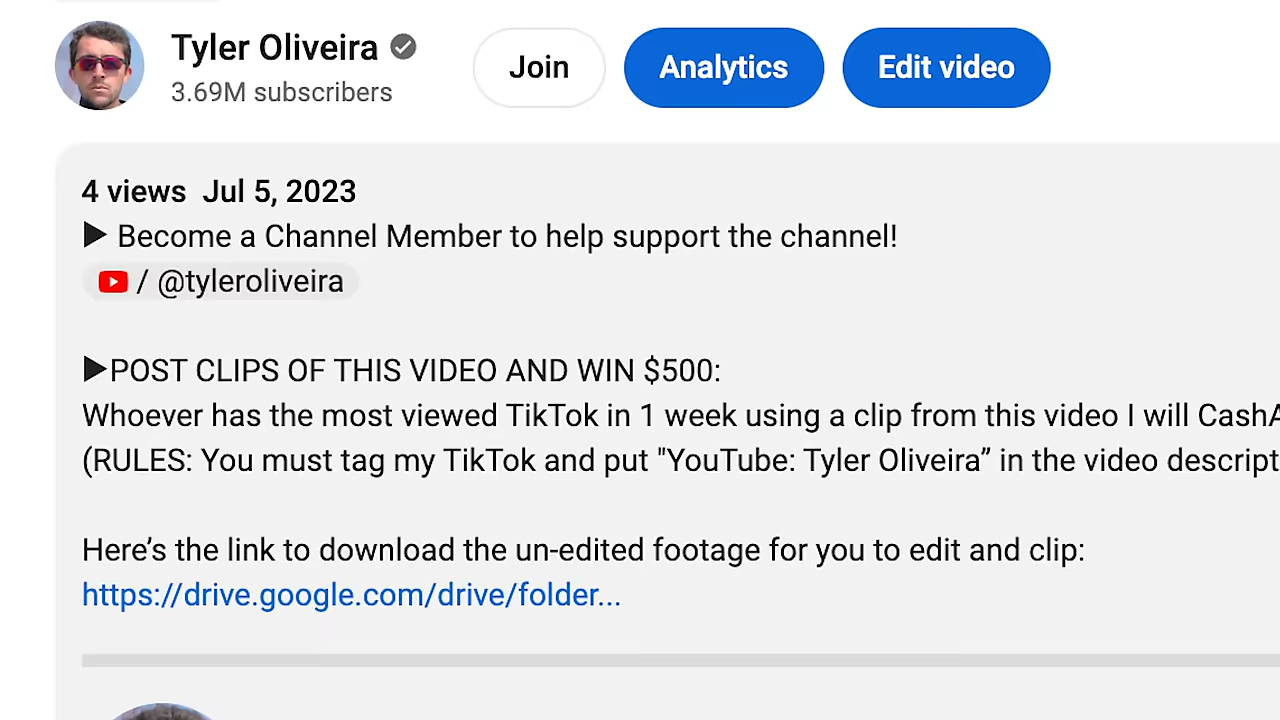 Tyler Oliveira
3.69M subscribers
Join
Analytics
Edit video
4 views Jul 5, 2023
▶ Become a Channel Member to help support the channel!
/ @tyleroliveira
▶POST CLIPS OF THIS VIDEO AND WIN $500:
Whoever has the most viewed TikTok in 1 week using a clip from this video I will CashA
(RULES: You must tag my TikTok and put "YouTube: Tyler Oliveira” in the video descript
Here’s the link to download the un-edited footage for you to edit and clip:
https://drive.google.com/drive/folder...